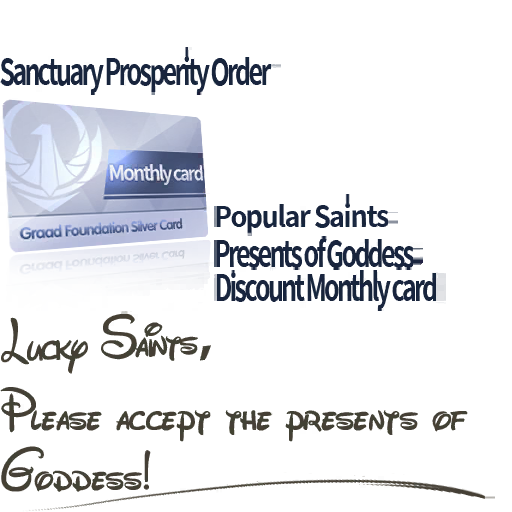 Sanctuary Prosperity Order
Monthly card
Graad Foundation Silver Card
Popular Saints
Presents of Goddess
Discount Monthly card
Lucky Saints,
Please accept the presents of
Goddess!